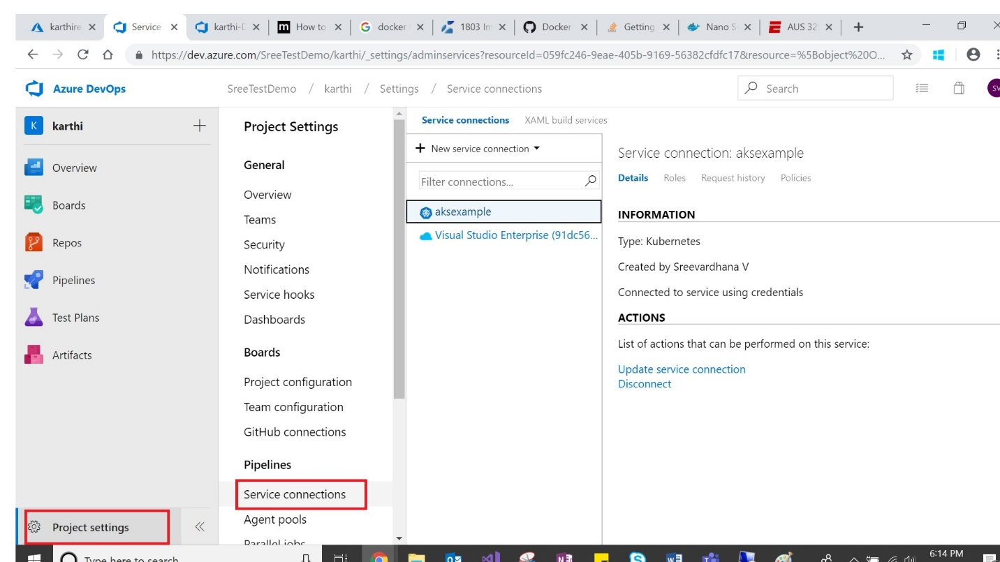 karthire
Service
karthi-D
How to
docker
1803 Im
Docker
Getting
Nano S
AUS 32
https://dev.azure.com/SreeTestDemo/karthi/_settings/adminservices?resourceId=059fc246-9eae-405b-9169-56382cfdfc17&resource=%5Bobject%20O...
Azure DevOps
SreeTestDemo / karthi / Settings / Service connections
Search
SV
K karthi
Overview
Boards
Repos
Pipelines
Test Plans
Artifacts
Project settings
Project Settings
General
Overview
Teams
Security
Notifications
Service hooks
Dashboards
Boards
Project configuration
Team configuration
GitHub connections
Pipelines
Service connections
Agent pools
Parallel jobs
Service connections XAML build services
+ New service connection
Filter connections...
aksexample
Visual Studio Enterprise (91dc56...
Service connection: aksexample
Details Roles Request history Policies
INFORMATION
Type: Kubernetes
Created by Sreevardhana V
Connected to service using credentials
ACTIONS
List of actions that can be performed on this service:
Update service connection
Disconnect
Type here to search
6:14 PM